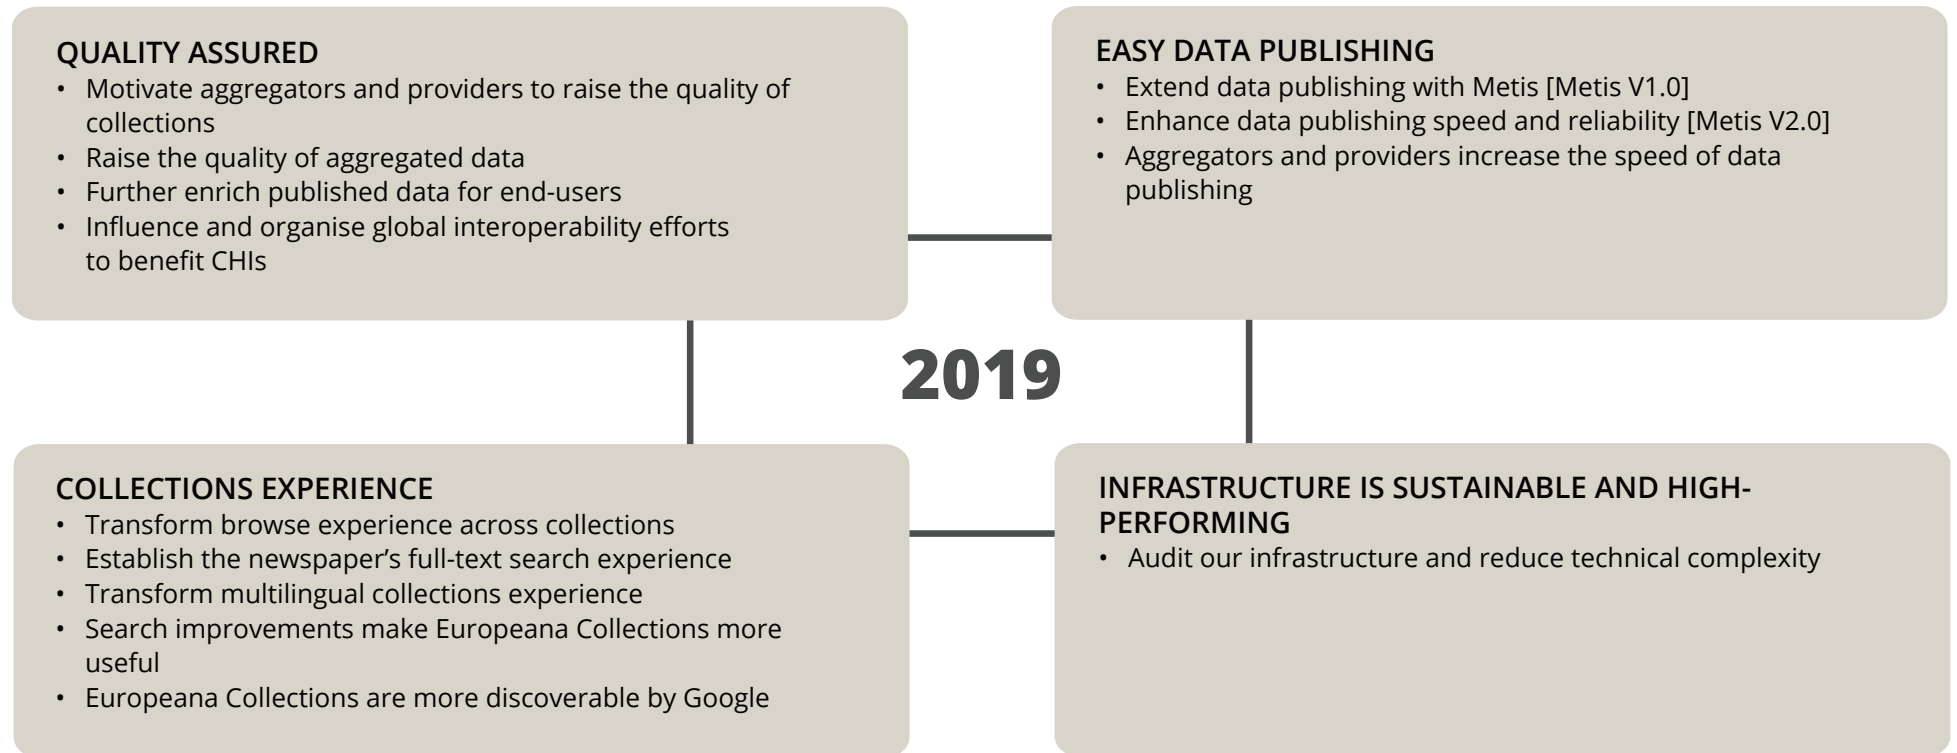 QUALITY ASSURED
• Motivate aggregators and providers to raise the quality of
collections
• Raise the quality of aggregated data
• Further enrich published data for end-users
• Influence and organise global interoperability efforts
to benefit CHIs
EASY DATA PUBLISHING
• Extend data publishing with Metis [Metis V1.0]
• Enhance data publishing speed and reliability [Metis V2.0]
• Aggregators and providers increase the speed of data
publishing
2019
COLLECTIONS EXPERIENCE
• Transform browse experience across collections
• Establish the newspaper’s full-text search experience
• Transform multilingual collections experience
• Search improvements make Europeana Collections more
useful
• Europeana Collections are more discoverable by Google
INFRASTRUCTURE IS SUSTAINABLE AND HIGH-
PERFORMING
• Audit our infrastructure and reduce technical complexity